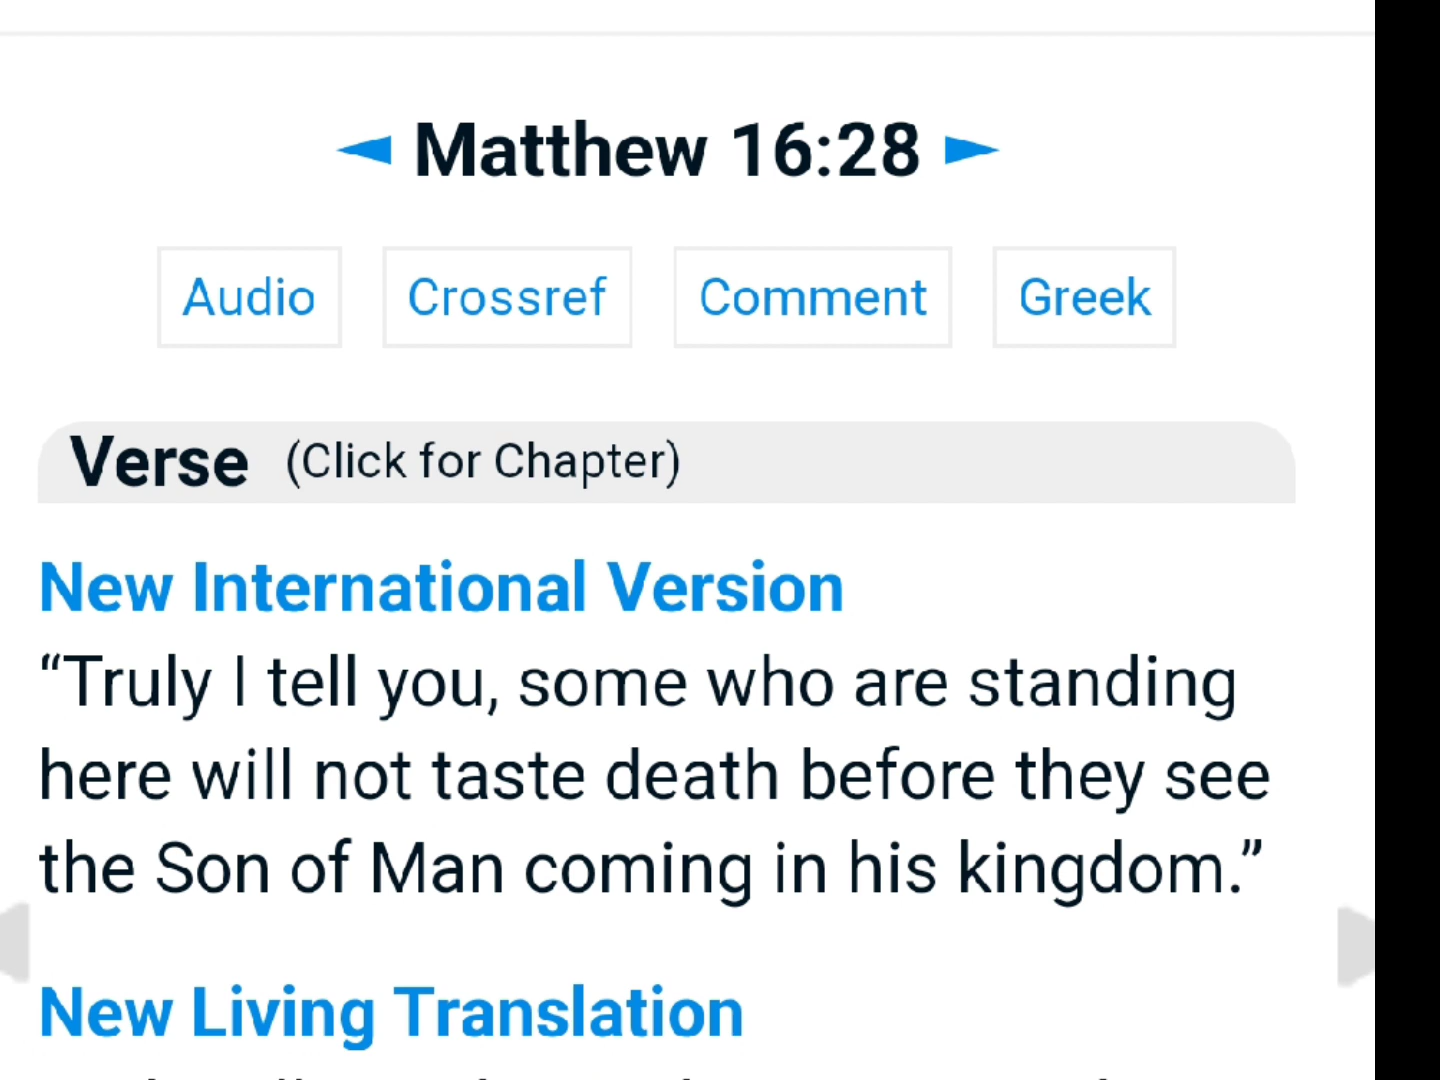 Matthew 16:28
Audio Crossref Comment Greek
Verse (Click for Chapter)
New International Version
“Truly I tell you, some who are standing
here will not taste death before they see
the Son of Man coming in his kingdom.”
New Living Translation